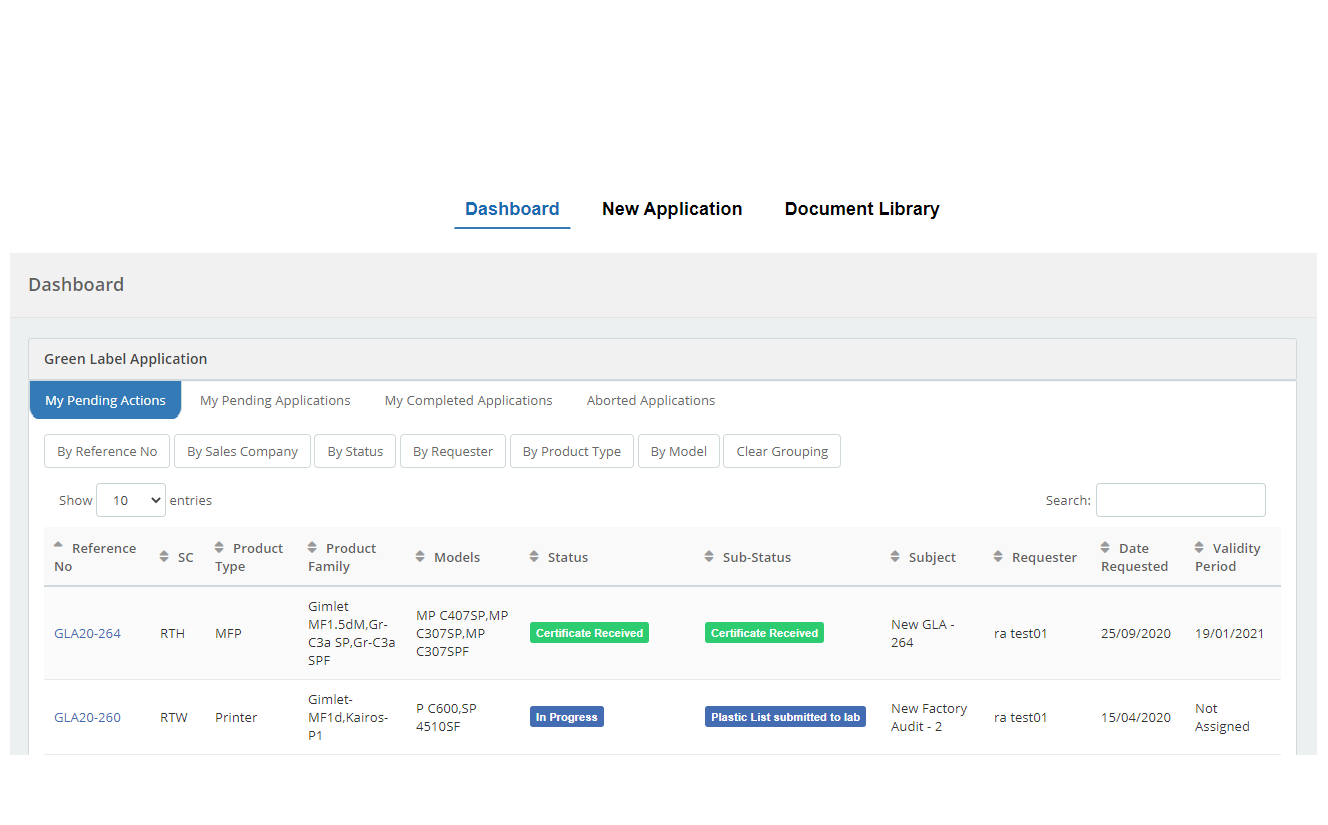 Dashboard New Application Document Library
Dashboard
Green Label Application
My Pending Actions My Pending Applications My Completed Applications Aborted Applications
By Reference No By Sales Company By Status By Requester By Product Type By Model Clear Grouping
Show 10 entries Search:
Reference No SC Product Type Product Family Models Status Sub-Status Subject Requester Date Requested Validity Period
GLA20-264 RTH MFP Gimlet MF1.5dM,Gr-C3a SP,Gr-C3a SPF MP C407SP,MP C307SP,MP C307SPF Certificate Received Certificate Received New GLA - 264 ra test01 25/09/2020 19/01/2021
GLA20-260 RTW Printer Gimlet-MF1d,Kairos-P1 P C600,SP 4510SF In Progress Plastic List submitted to lab New Factory Audit - 2 ra test01 15/04/2020 Not Assigned